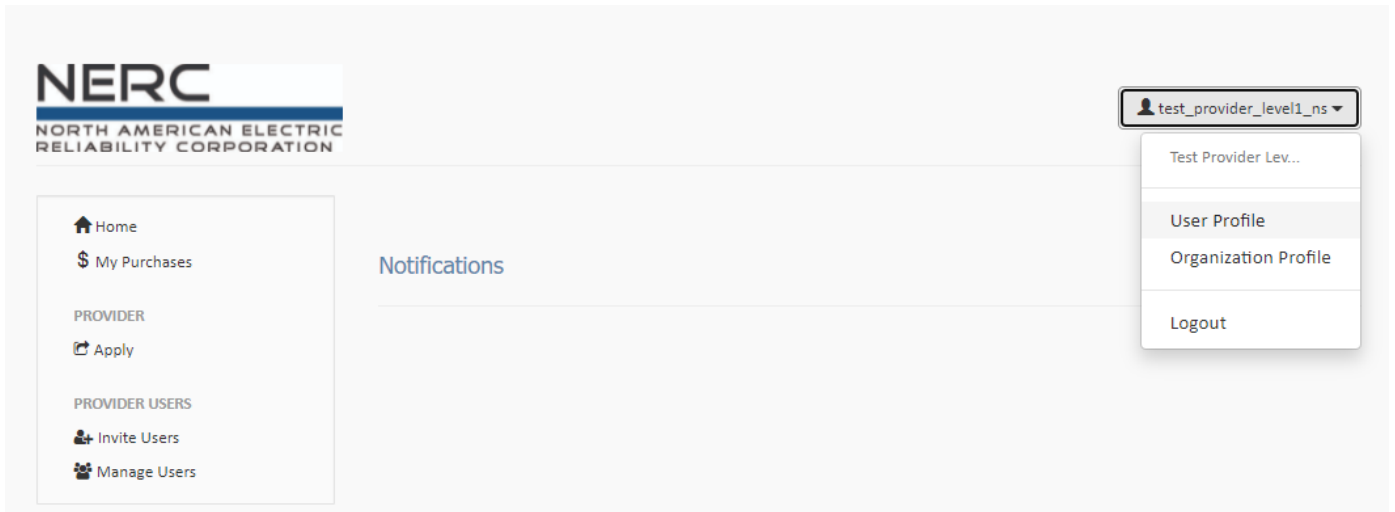 NERC
NORTH AMERICAN ELECTRIC
RELIABILITY CORPORATION
test_provider_level1_ns
Test Provider Lev...
User Profile
Organization Profile
Logout
Home
$ My Purchases
PROVIDER
Apply
PROVIDER USERS
Invite Users
Manage Users
Notifications